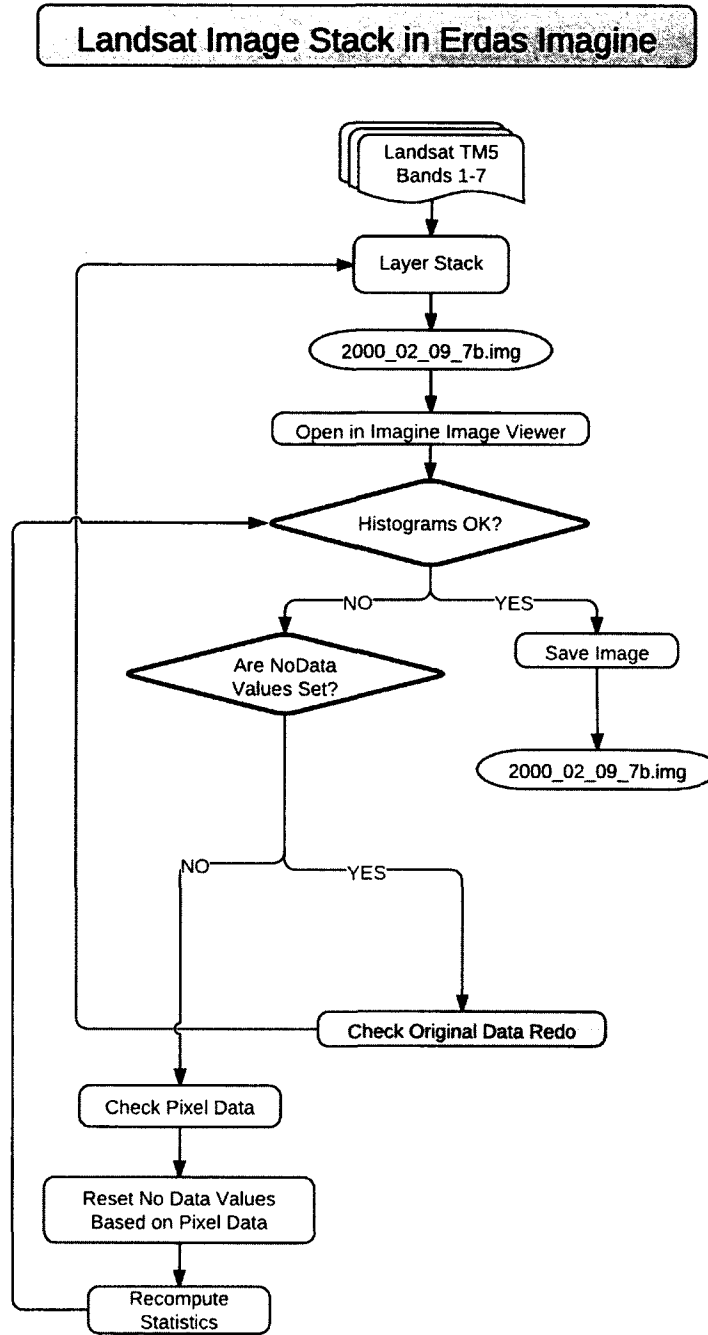 Landsat Image Stack in Erdas Imagine
Landsat TM5
Bands 1-7
Layer Stack
2000_02_09_7b.img
Open in Imagine Image Viewer
Histograms OK?
NO
YES
Are NoData
Values Set?
Save Image
2000_02_09_7b.img
NO
YES
Check Original Data Redo
Check Pixel Data
Reset No Data Values
Based on Pixel Data
Recompute
Statistics